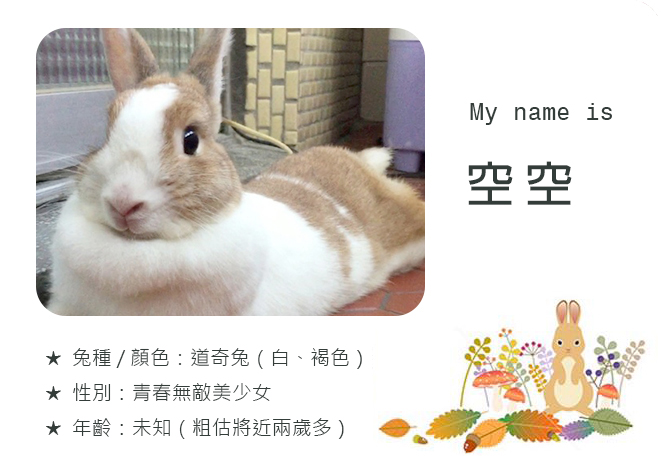 My name is
空空
★ 兔種 / 顏色：道奇兔 ( 白、褐色 )
★ 性別：青春無敵美少女
★ 年齡：未知 ( 粗估將近兩歲多 )